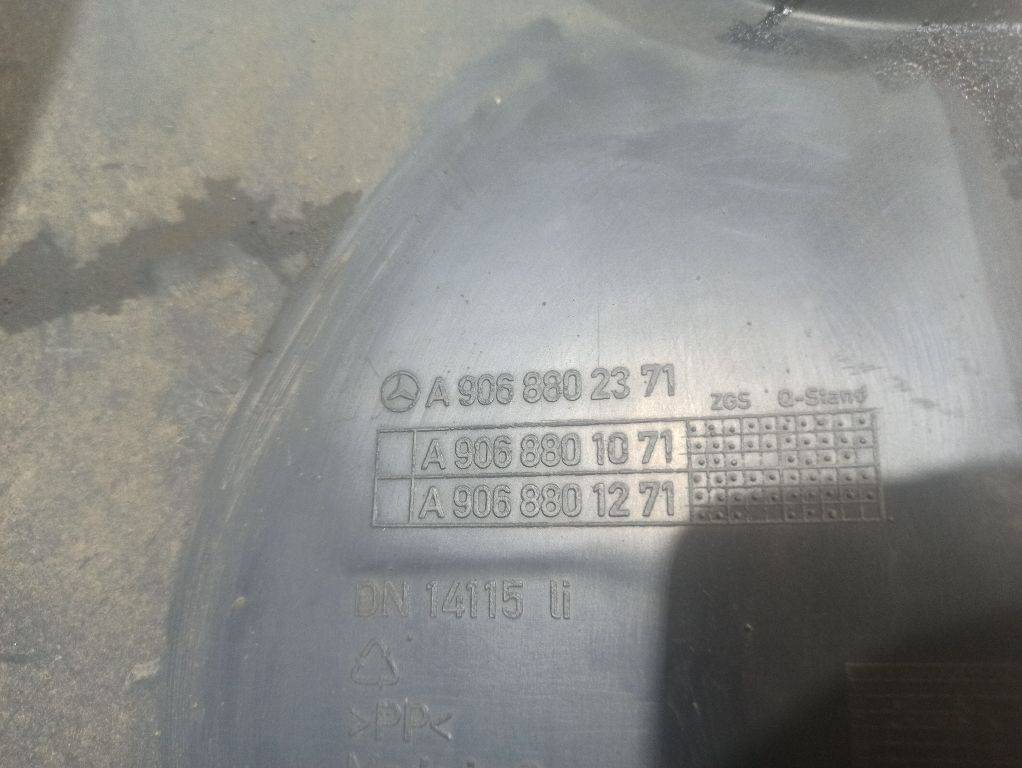 A 906 880 23 71
ZGS Q-Stand
A 906 880 10 71
A 906 880 12 71
DN 14115 li
>PP<